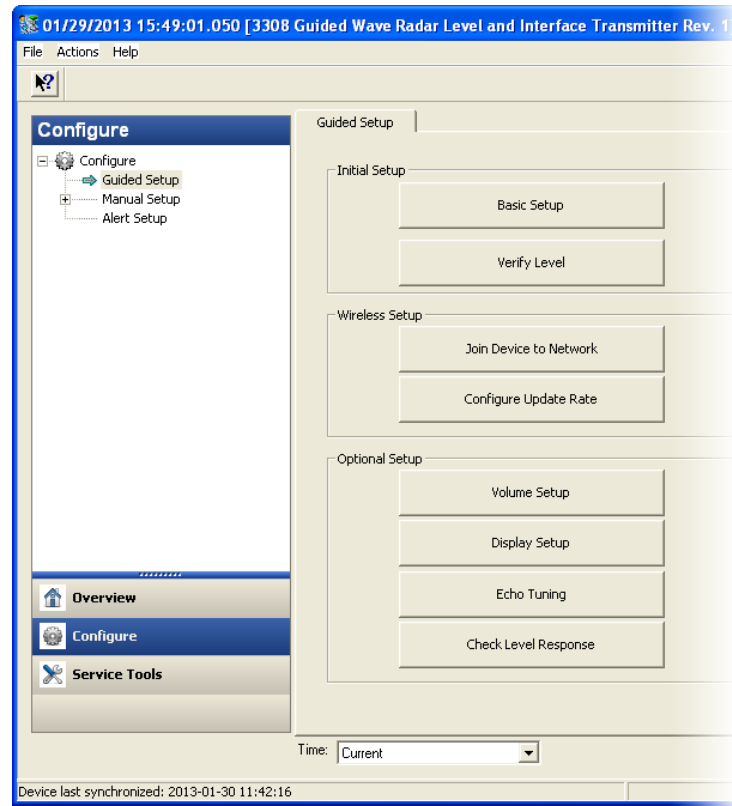 01/29/2013 15:49:01.050 [3308 Guided Wave Radar Level and Interface Transmitter Rev. 1
File Actions Help
Configure
Configure
Guided Setup
Manual Setup
Alert Setup
Overview
Configure
Service Tools
Guided Setup
Initial Setup
Basic Setup
Verify Level
Wireless Setup
Join Device to Network
Configure Update Rate
Optional Setup
Volume Setup
Display Setup
Echo Tuning
Check Level Response
Time: Current
Device last synchronized: 2013-01-30 11:42:16